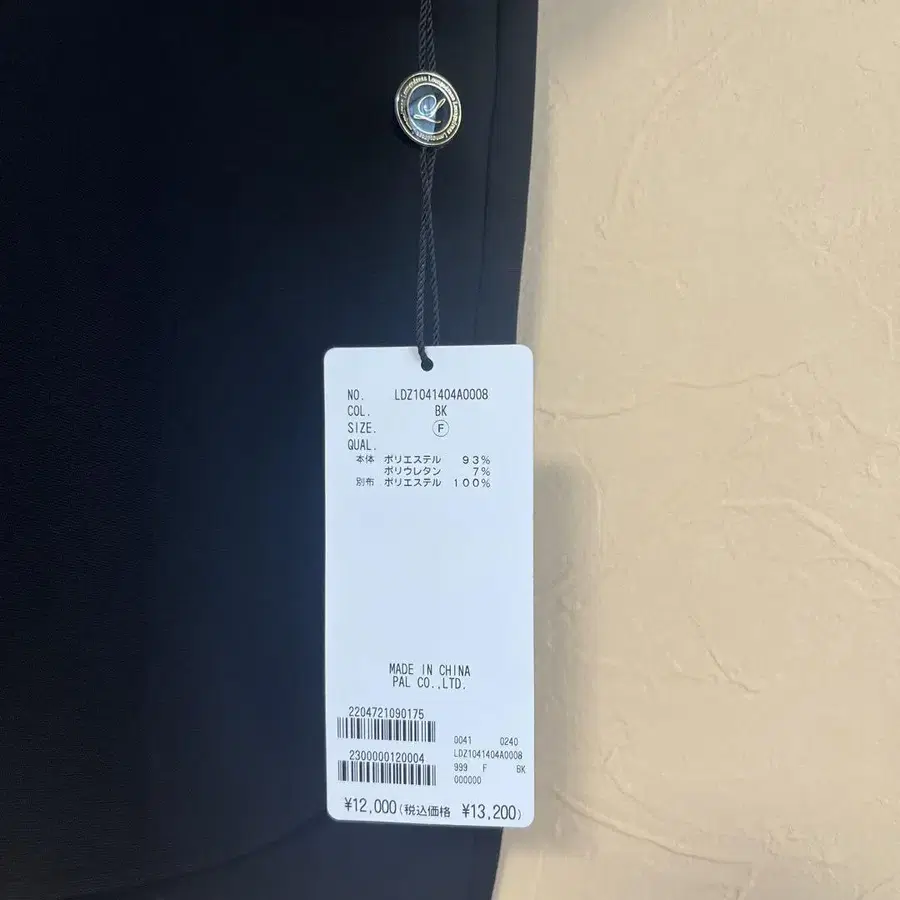 L
NO. LDZ1041404A0008
COL. BK
SIZE. Ⓕ
QUAL.
本体 ポリエステル 93%
ポリウレタン 7%
別布 ポリエステル 100%
MADE IN CHINA
PAL CO.,LTD.
2204721090175
2300000120004
0041 0240
LDZ1041404A0008
999 F BK
000000
¥12,000(税込価格 ¥13,200)